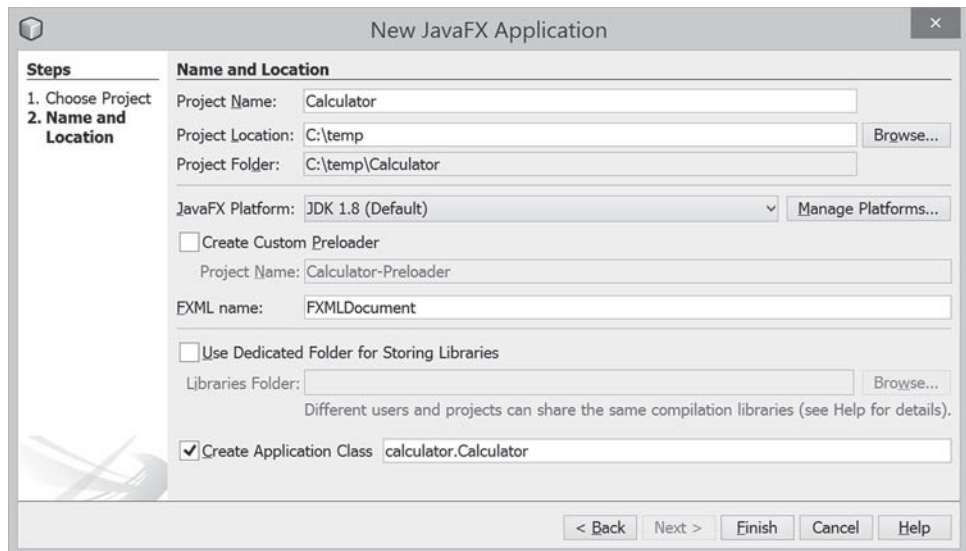 New JavaFX Application
×
Steps
1. Choose Project
2. Name and
Location
Name and Location
Project Name:
Calculator
Project Location:
C:\temp
Browse...
Project Folder:
C:\temp\Calculator
JavaFX Platform:
JDK 1.8 (Default)
Manage Platforms...
Create Custom Preloader
Project Name:
Calculator-Preloader
FXML name:
FXMLDocument
Use Dedicated Folder for Storing Libraries
Libraries Folder:
Browse...
Different users and projects can share the same compilation libraries (see Help for details).
Create Application Class
calculator.Calculator
< Back
Next >
Finish
Cancel
Help